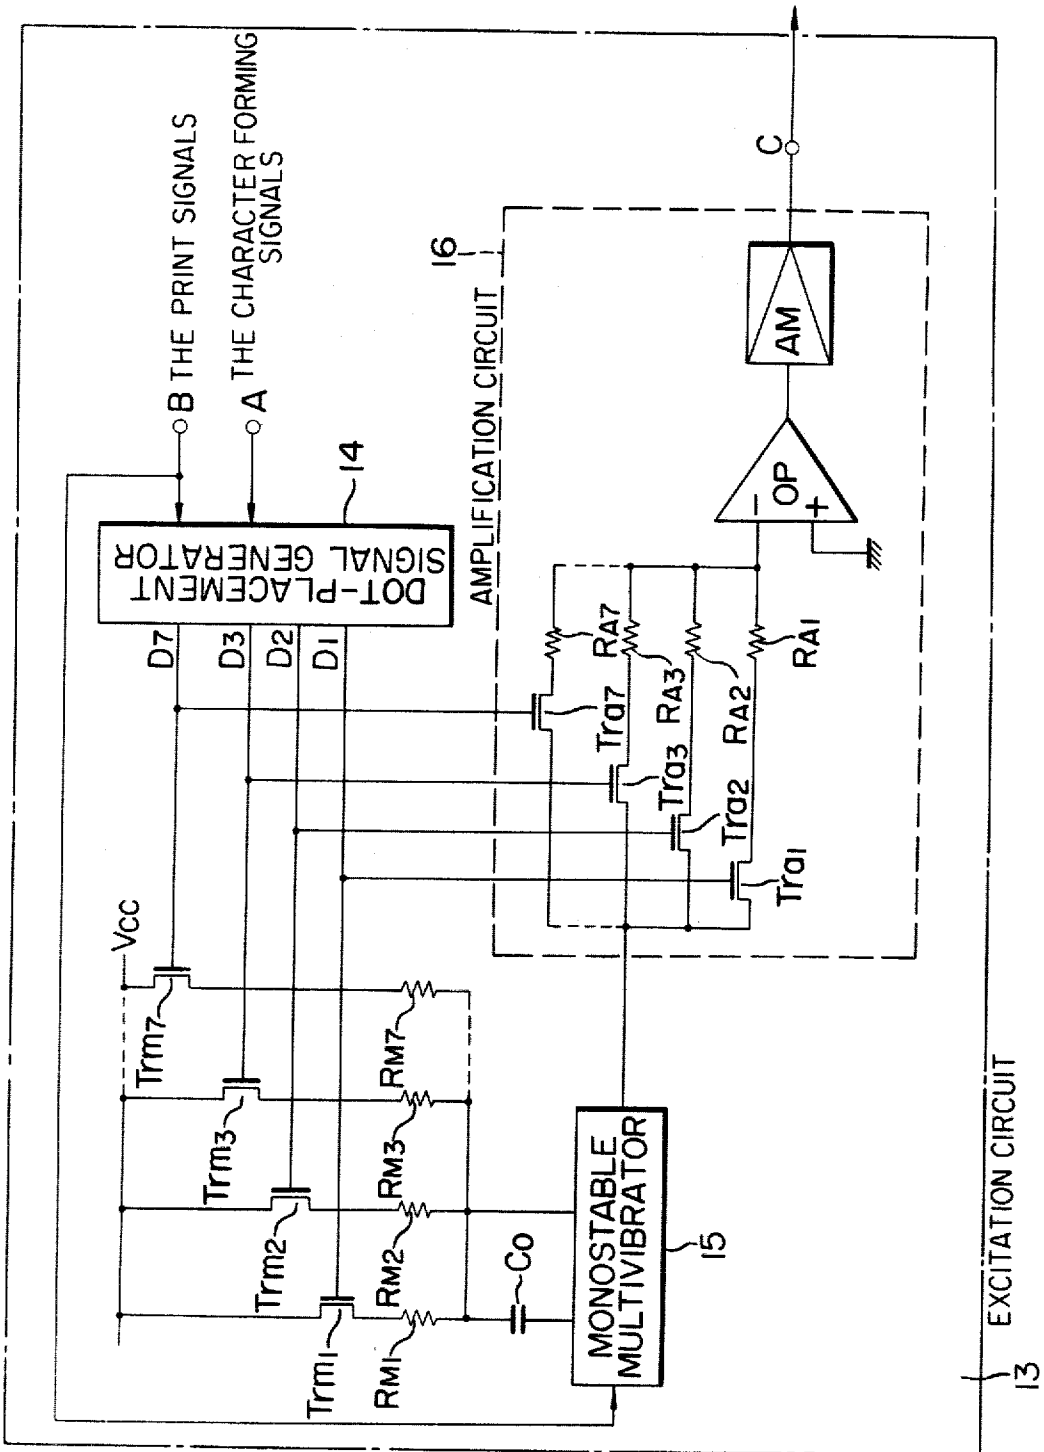 B THE PRINT SIGNALS
A THE CHARACTER FORMING
SIGNALS
DOT-PLACEMENT
SIGNAL GENERATOR
14
D7
D3
D2
D1
Vcc
Trm7
Trm3
Trm2
Trm1
RM7
RM3
RM2
RM1
Co
MONOSTABLE
MULTIVIBRATOR
15
AMPLIFICATION CIRCUIT
16
Tra7
Tra3
Tra2
Tra1
RA7
RA3
RA2
RA1
OP
−
+
AM
C
EXCITATION CIRCUIT
13